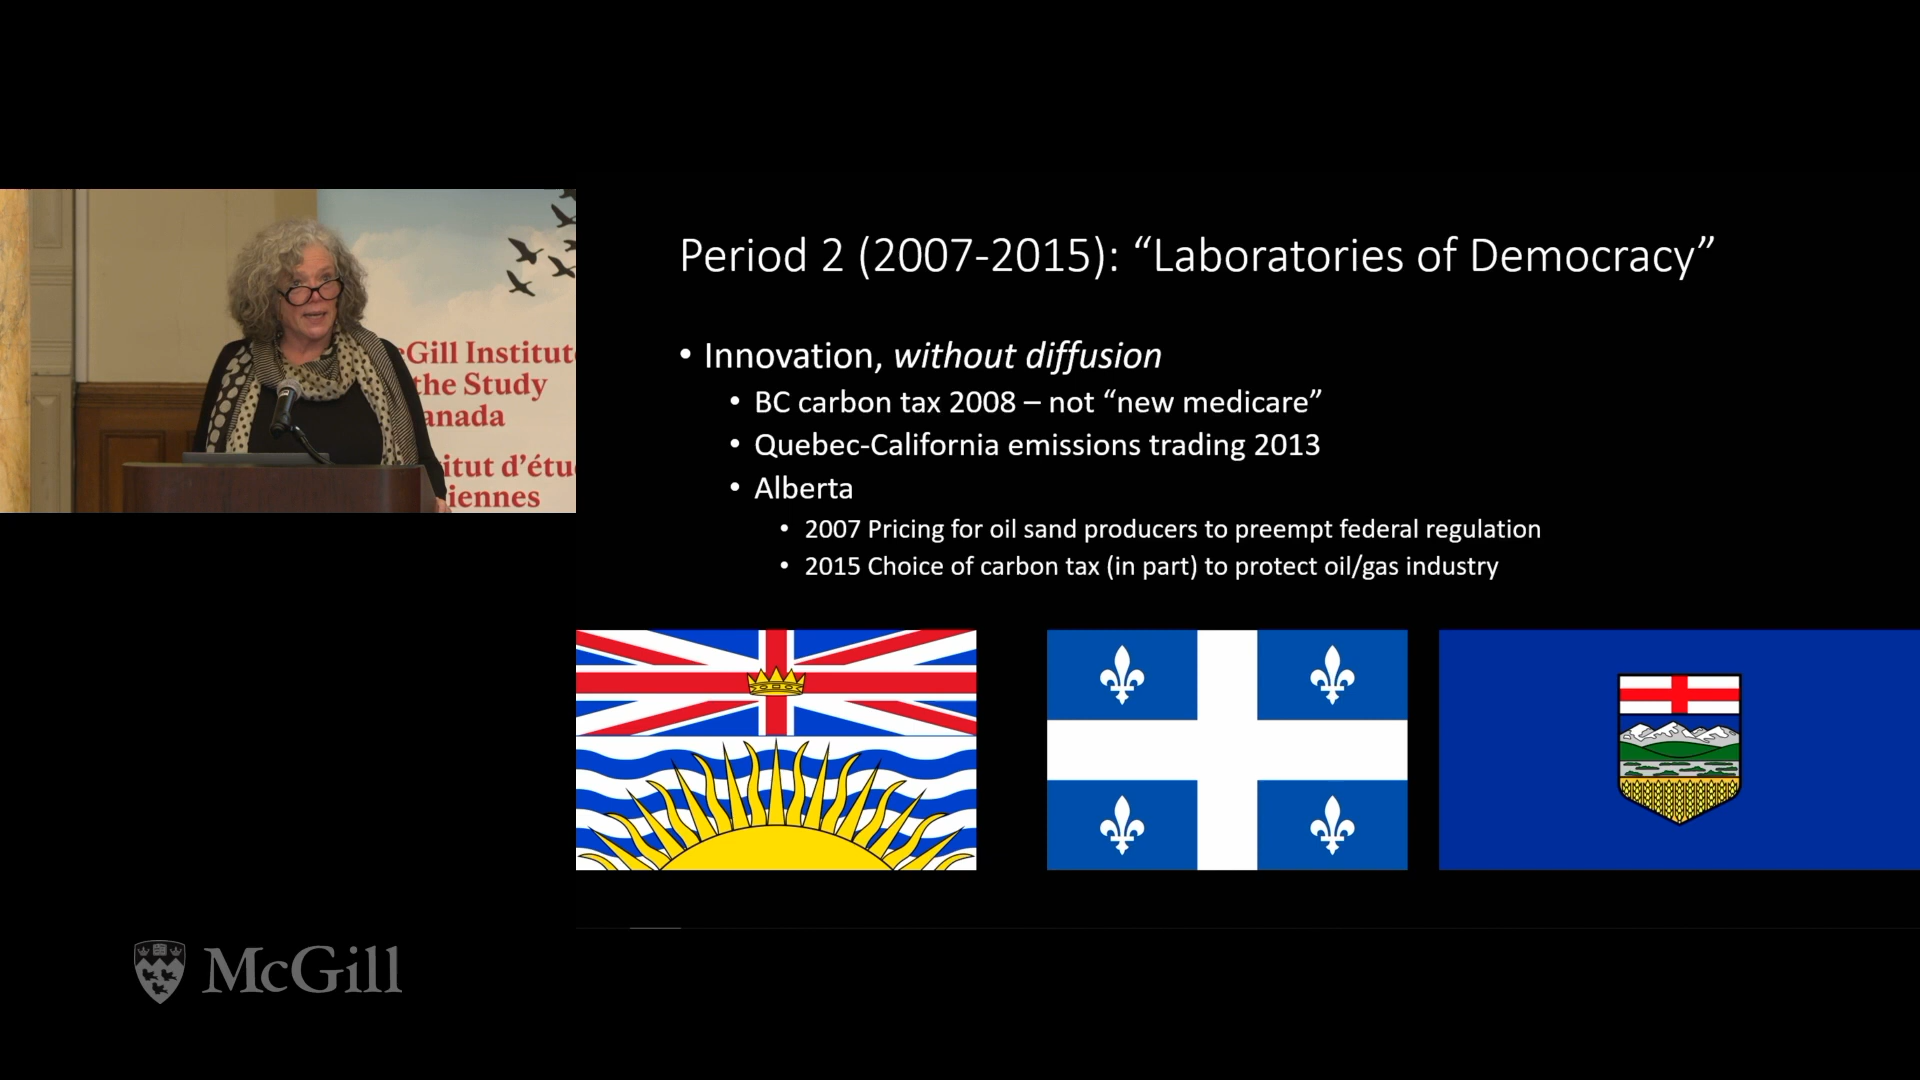 Period 2 (2007-2015): “Laboratories of Democracy”
• Innovation, without diffusion
• BC carbon tax 2008 – not “new medicare”
• Quebec-California emissions trading 2013
• Alberta
• 2007 Pricing for oil sand producers to preempt federal regulation
• 2015 Choice of carbon tax (in part) to protect oil/gas industry
Gill Institut
the Study
anada
itut d’étu
iennes
McGill